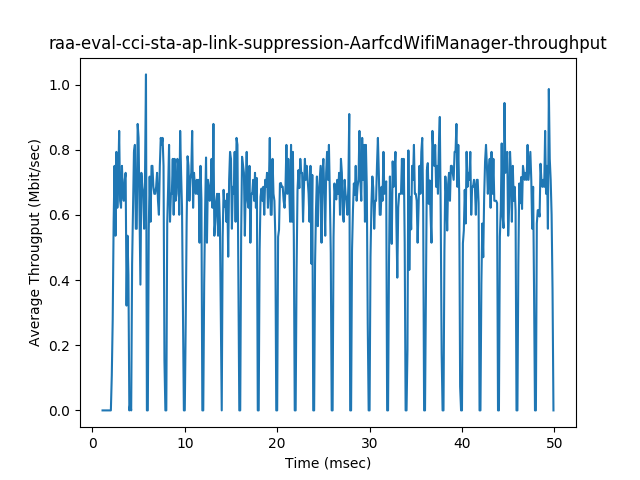 raa-eval-cci-sta-ap-link-suppression-AarfcdWifiManager-throughput
Average Througput (Mbit/sec)
1.0
0.8
0.6
0.4
0.2
0.0
0 10 20 30 40 50
Time (msec)